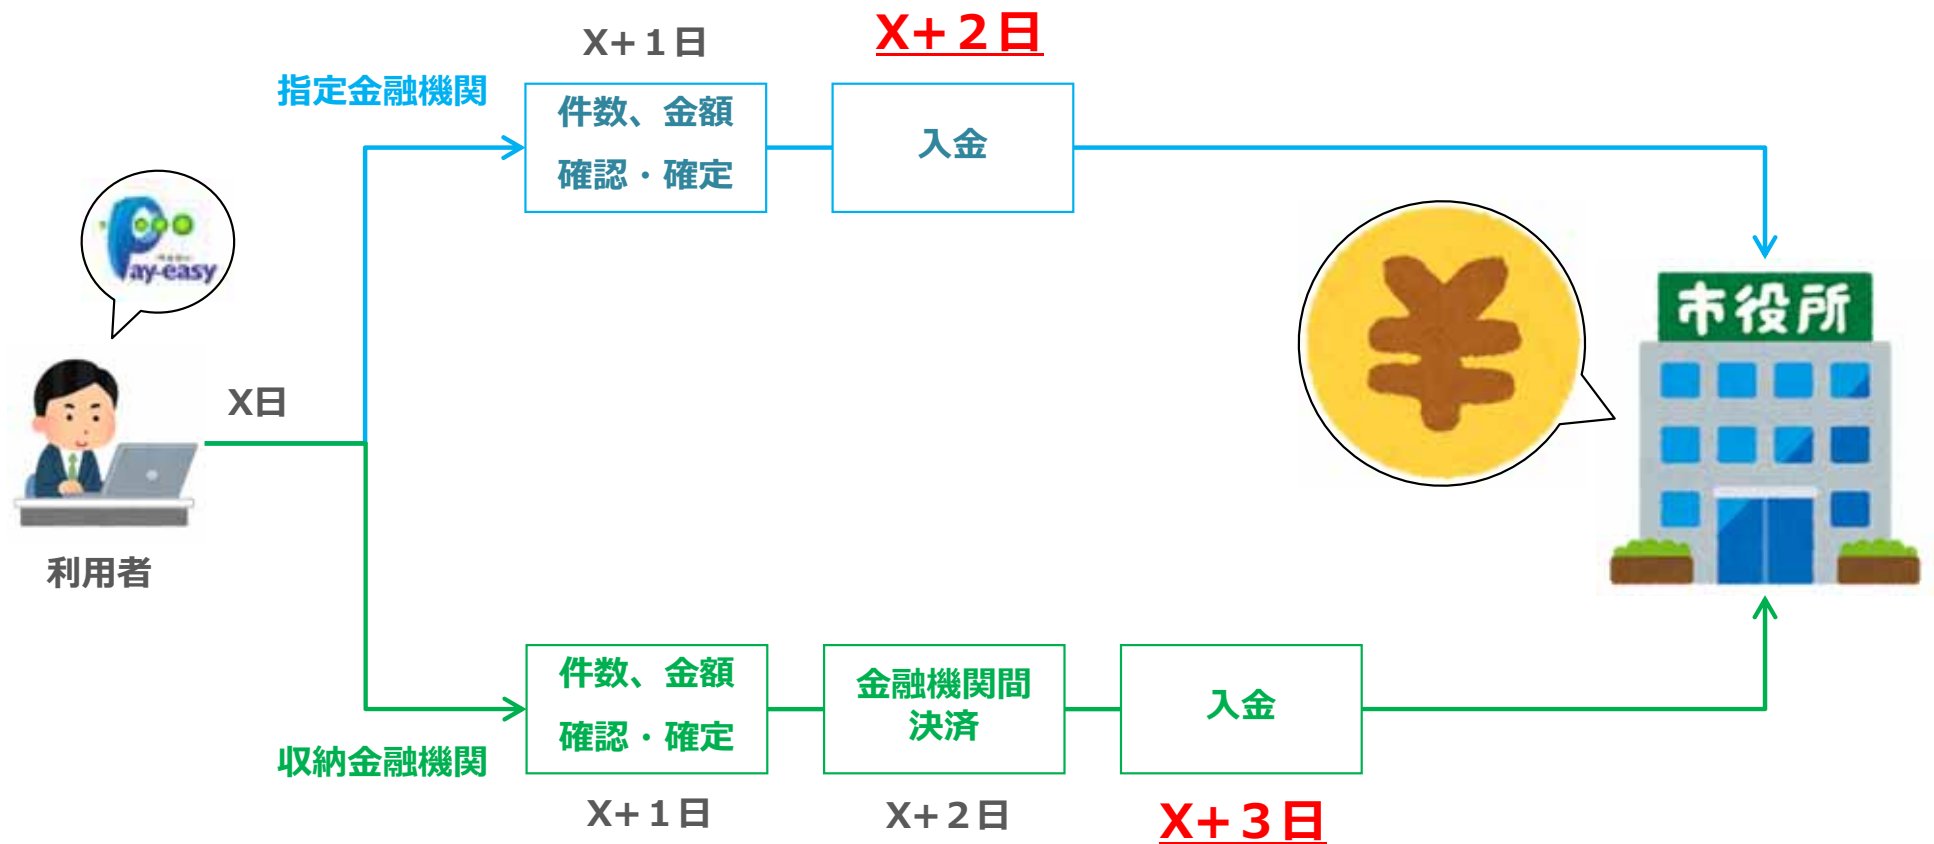 X+１日
X+２日
指定金融機関
件数、金額
確認・確定
入金
Pay-easy
市役所
X日
利用者
件数、金額
確認・確定
金融機関間
決済
入金
収納金融機関
X+１日
X+２日
X+３日